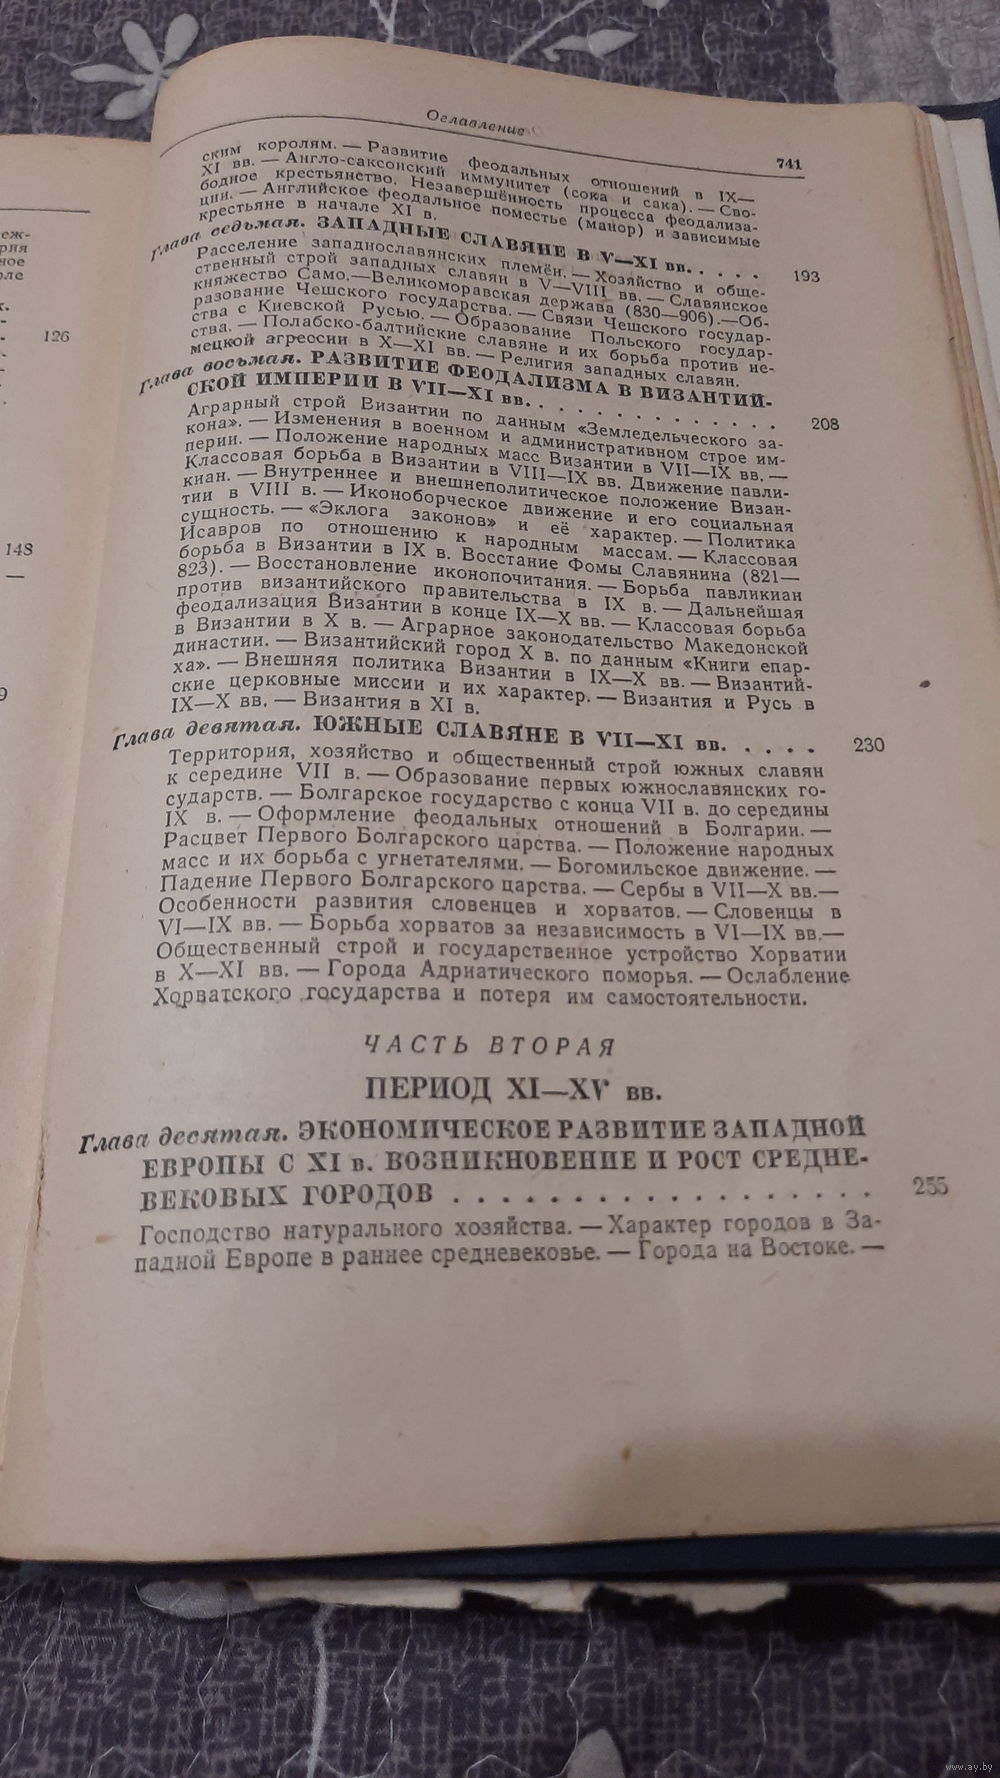 еж-
рия
ное
оле
126
148
—
9
Оглавление
741
ским королям. — Развитие феодальных отношений в IX—
XI вв. — Англо-саксонский иммунитет (сока и сака). — Сво-
бодное крестьянство. Незавершённость процесса феодализа-
ции. — Английское феодальное поместье (манор) и зависимые
крестьяне в начале XI в.
Глава седьмая. ЗАПАДНЫЕ СЛАВЯНЕ В V—XI вв. . . . . 193
Расселение западнославянских племён. — Хозяйство и обще-
ственный строй западных славян в V—VIII вв. — Славянское
княжество Само.—Великоморавская держава (830—906).—Об-
разование Чешского государства. — Связи Чешского государ-
ства с Киевской Русью. — Образование Польского государ-
ства. — Полабско-балтийские славяне и их борьба против не-
мецкой агрессии в X—XI вв. — Религия западных славян.
Глава восьмая. РАЗВИТИЕ ФЕОДАЛИЗМА В ВИЗАНТИЙ-
СКОЙ ИМПЕРИИ В VII—XI вв. . . . . . . . . . . . . . 208
Аграрный строй Византии по данным «Земледельческого за-
кона». — Изменения в военном и административном строе им-
перии. — Положение народных масс Византии в VII—IX вв. —
Классовая борьба в Византии в VIII—IX вв. Движение павли-
киан. — Внутреннее и внешнеполитическое положение Визан-
тии в VIII в. — Иконоборческое движение и его социальная
сущность. — «Эклога законов» и её характер. — Политика
Исавров по отношению к народным массам. — Классовая
борьба в Византии в IX в. Восстание Фомы Славянина (821—
823). — Восстановление иконопочитания. — Борьба павликиан
против византийского правительства в IX в. — Дальнейшая
феодализация Византии в конце IX—X вв. — Классовая борьба
в Византии в X в. — Аграрное законодательство Македонской
династии. — Византийский город X в. по данным «Книги епар-
ха». — Внешняя политика Византии в IX—X вв. — Византий-
ские церковные миссии и их характер. — Византия и Русь в
IX—X вв. — Византия в XI в.
Глава девятая. ЮЖНЫЕ СЛАВЯНЕ В VII—XI вв. . . . . 230
Территория, хозяйство и общественный строй южных славян
к середине VII в. — Образование первых южнославянских го-
сударств. — Болгарское государство с конца VII в. до середины
IX в. — Оформление феодальных отношений в Болгарии. —
Расцвет Первого Болгарского царства. — Положение народных
масс и их борьба с угнетателями. — Богомильское движение. —
Падение Первого Болгарского царства. — Сербы в VII—X вв.—
Особенности развития словенцев и хорватов. — Словенцы в
VI—IX вв. — Борьба хорватов за независимость в VI—IX вв.—
Общественный строй и государственное устройство Хорватии
в X—XI вв. — Города Адриатического поморья. — Ослабление
Хорватского государства и потеря им самостоятельности.
ЧАСТЬ ВТОРАЯ
ПЕРИОД XI—XV вв.
Глава десятая. ЭКОНОМИЧЕСКОЕ РАЗВИТИЕ ЗАПАДНОЙ
ЕВРОПЫ С XI в. ВОЗНИКНОВЕНИЕ И РОСТ СРЕДНЕ-
ВЕКОВЫХ ГОРОДОВ . . . . . . . . . . . . . . 255
Господство натурального хозяйства. — Характер городов в За-
падной Европе в раннее средневековье. — Города на Востоке. —
www.ay.by